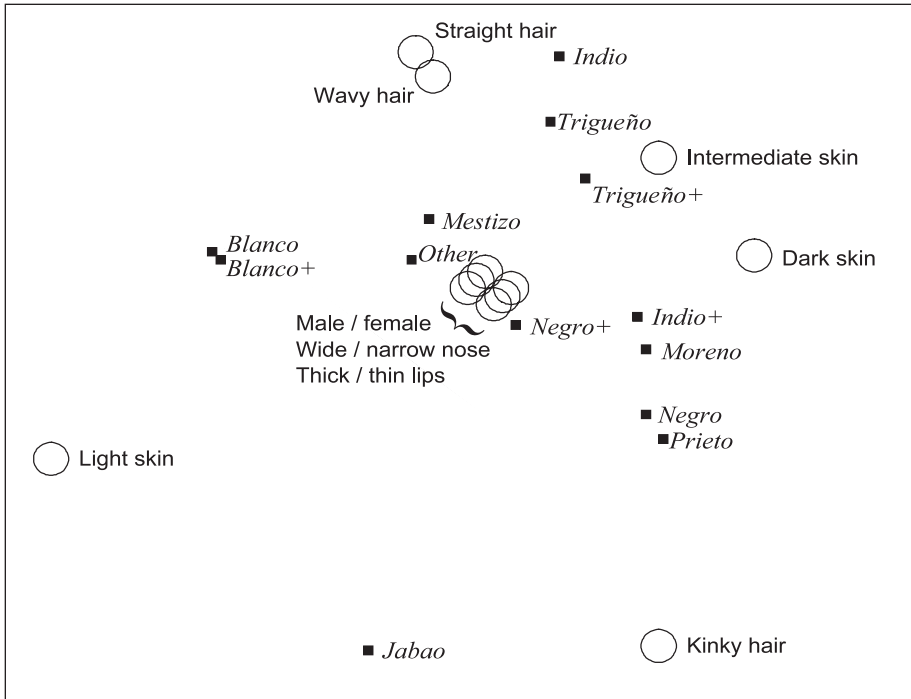 Straight hair
Indio
Wavy hair
Trigueño
Intermediate skin
Trigueño+
Mestizo
Blanco
Other
Dark skin
Blanco+
Male / female
Negro+
Indio+
Wide / narrow nose
Moreno
Thick / thin lips
Negro
Prieto
Light skin
Jabao
Kinky hair